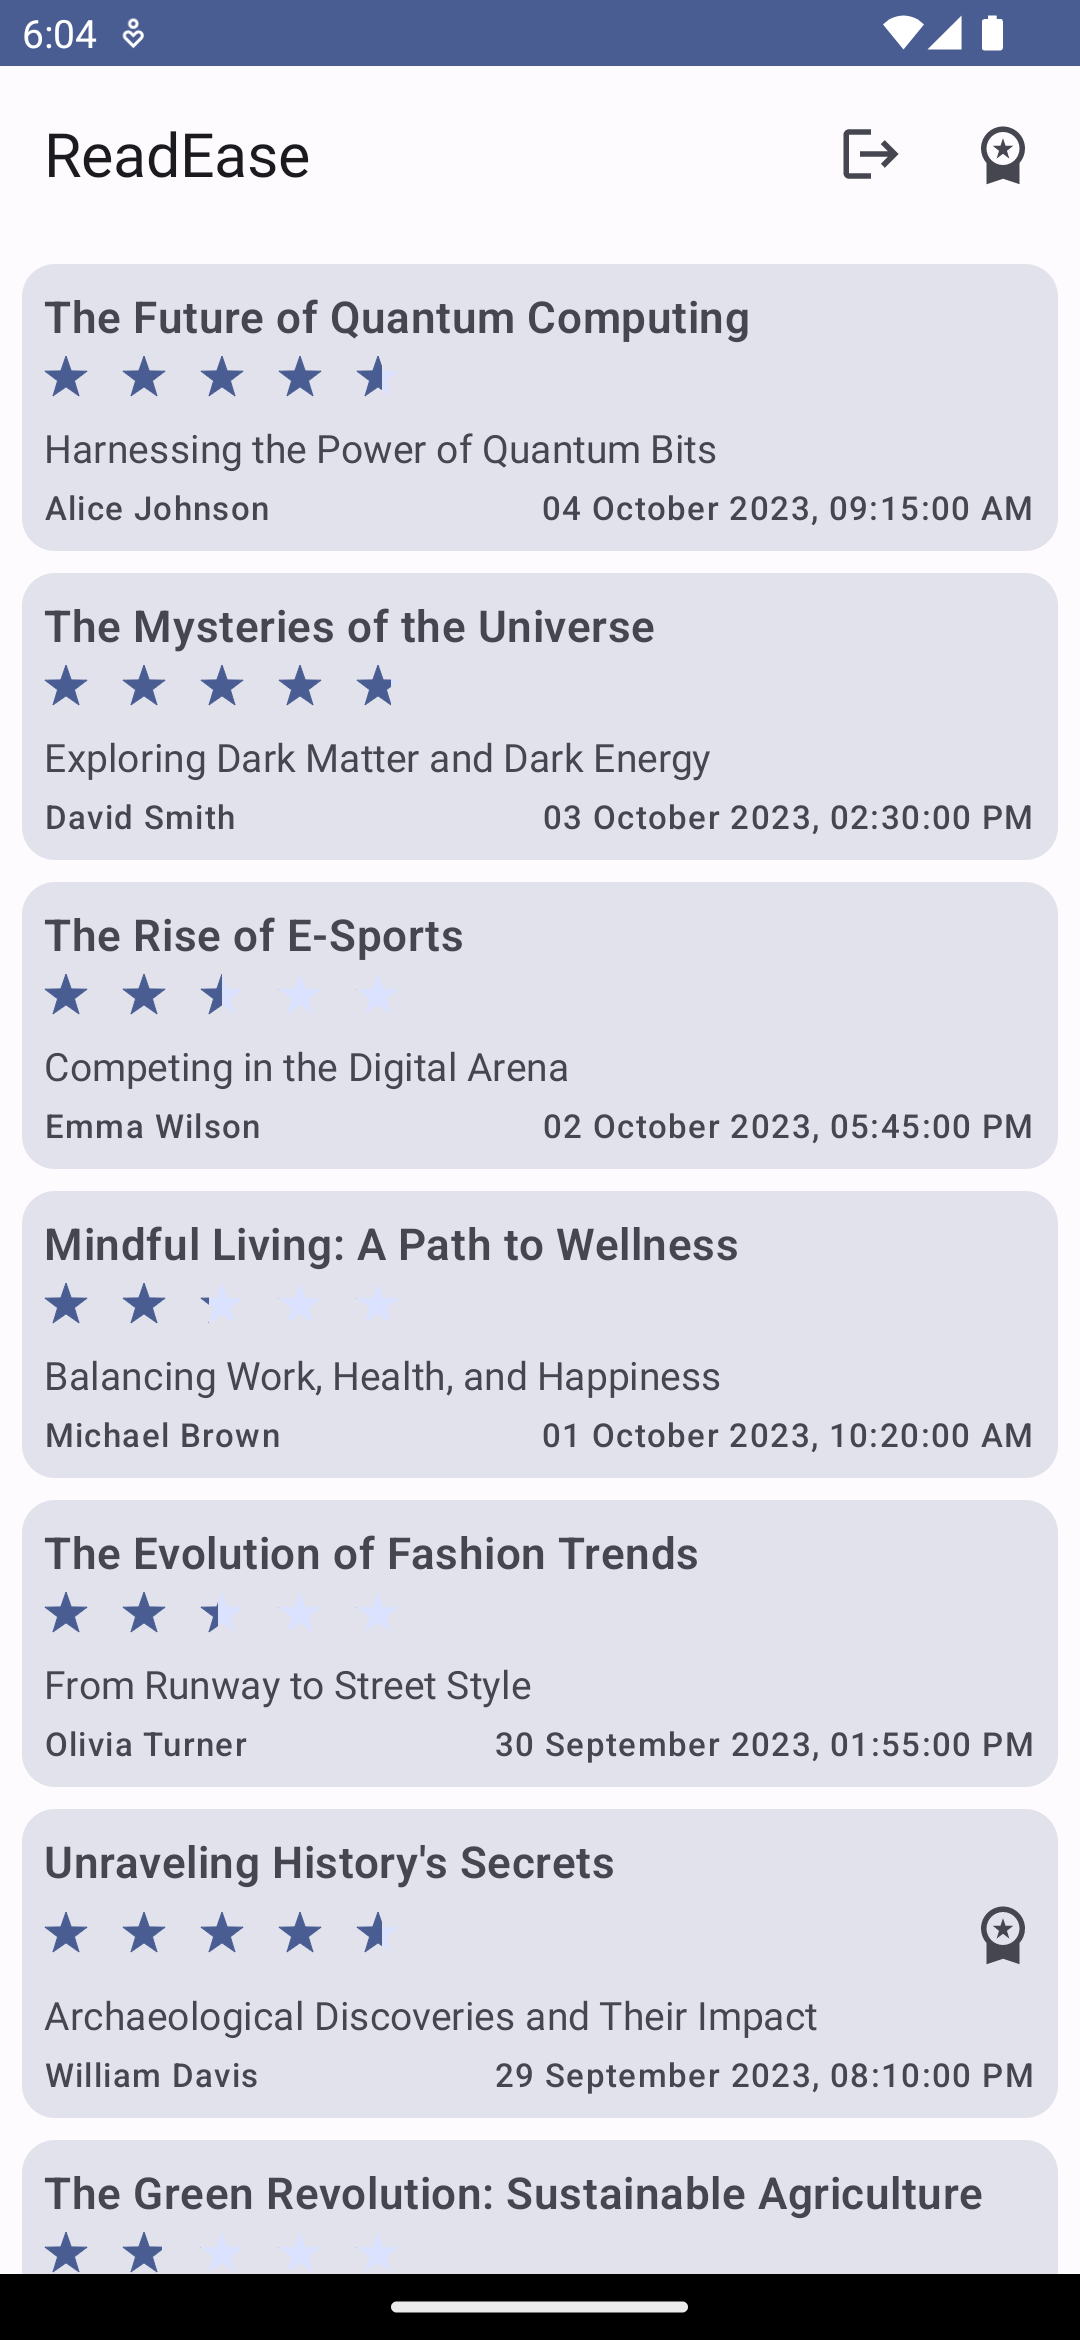 6:04
ReadEase
The Future of Quantum Computing
Harnessing the Power of Quantum Bits
Alice Johnson 04 October 2023, 09:15:00 AM
The Mysteries of the Universe
Exploring Dark Matter and Dark Energy
David Smith 03 October 2023, 02:30:00 PM
The Rise of E-Sports
Competing in the Digital Arena
Emma Wilson 02 October 2023, 05:45:00 PM
Mindful Living: A Path to Wellness
Balancing Work, Health, and Happiness
Michael Brown 01 October 2023, 10:20:00 AM
The Evolution of Fashion Trends
From Runway to Street Style
Olivia Turner 30 September 2023, 01:55:00 PM
Unraveling History's Secrets
Archaeological Discoveries and Their Impact
William Davis 29 September 2023, 08:10:00 PM
The Green Revolution: Sustainable Agriculture